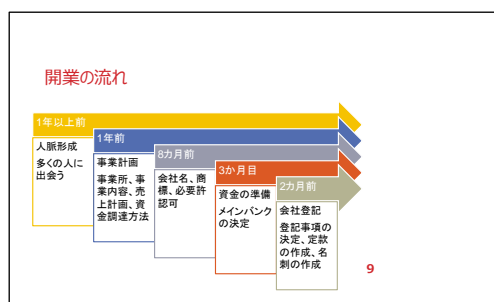 開業の流れ
1年以上前
人脈形成
多くの人に
出会う
1年前
事業計画
事業所、事
業内容、売
上計画、資
金調達方法
8カ月前
会社名、商
標、必要許
認可
3か月目
資金の準備
メインバンク
の決定
2カ月前
会社登記
登記事項の
決定、定款
の作成、名
刺の作成
9